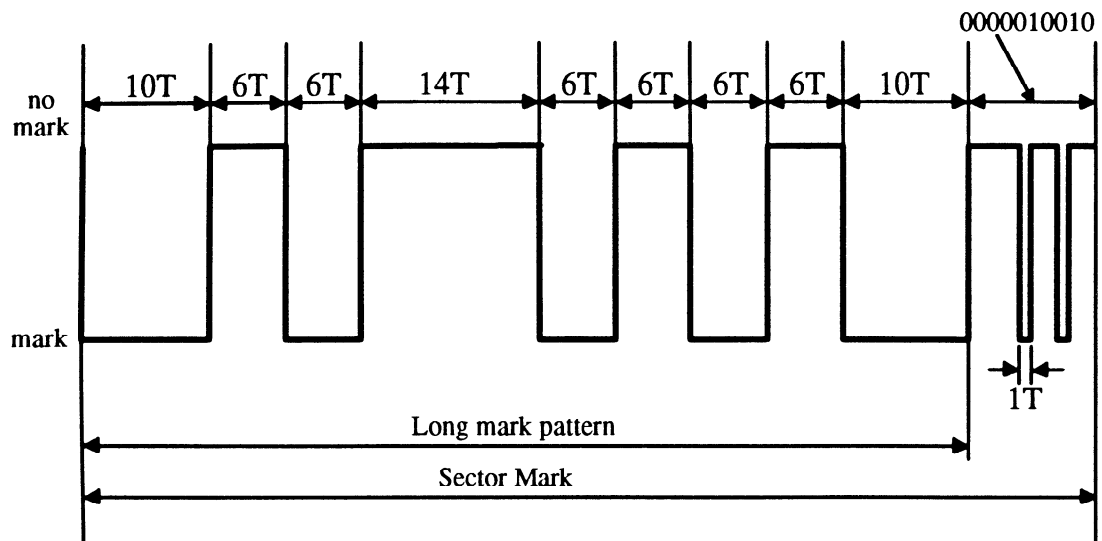 0000010010
10T 6T 6T 14T 6T 6T 6T 6T 10T
no
mark
mark
1T
Long mark pattern
Sector Mark